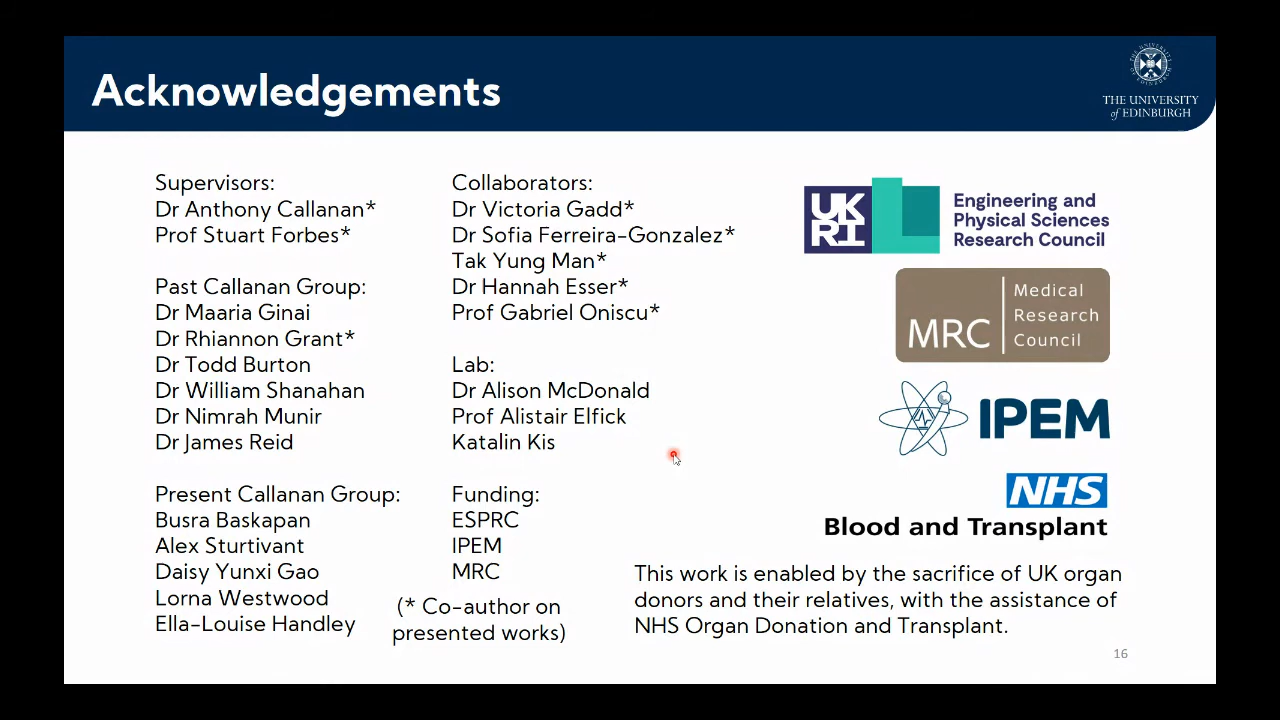 Acknowledgements
THE UNIVERSITY
of EDINBURGH
Supervisors:
Dr Anthony Callanan*
Prof Stuart Forbes*
Past Callanan Group:
Dr Maaria Ginai
Dr Rhiannon Grant*
Dr Todd Burton
Dr William Shanahan
Dr Nimrah Munir
Dr James Reid
Present Callanan Group:
Busra Baskapan
Alex Sturtivant
Daisy Yunxi Gao
Lorna Westwood
Ella-Louise Handley
Collaborators:
Dr Victoria Gadd*
Dr Sofia Ferreira-Gonzalez*
Tak Yung Man*
Dr Hannah Esser*
Prof Gabriel Oniscu*
Lab:
Dr Alison McDonald
Prof Alistair Elfick
Katalin Kis
Funding:
ESPRC
IPEM
MRC
(* Co-author on
presented works)
UK
RI
Engineering and
Physical Sciences
Research Council
MRC
Medical
Research
Council
IPEM
NHS
Blood and Transplant
This work is enabled by the sacrifice of UK organ
donors and their relatives, with the assistance of
NHS Organ Donation and Transplant.
16